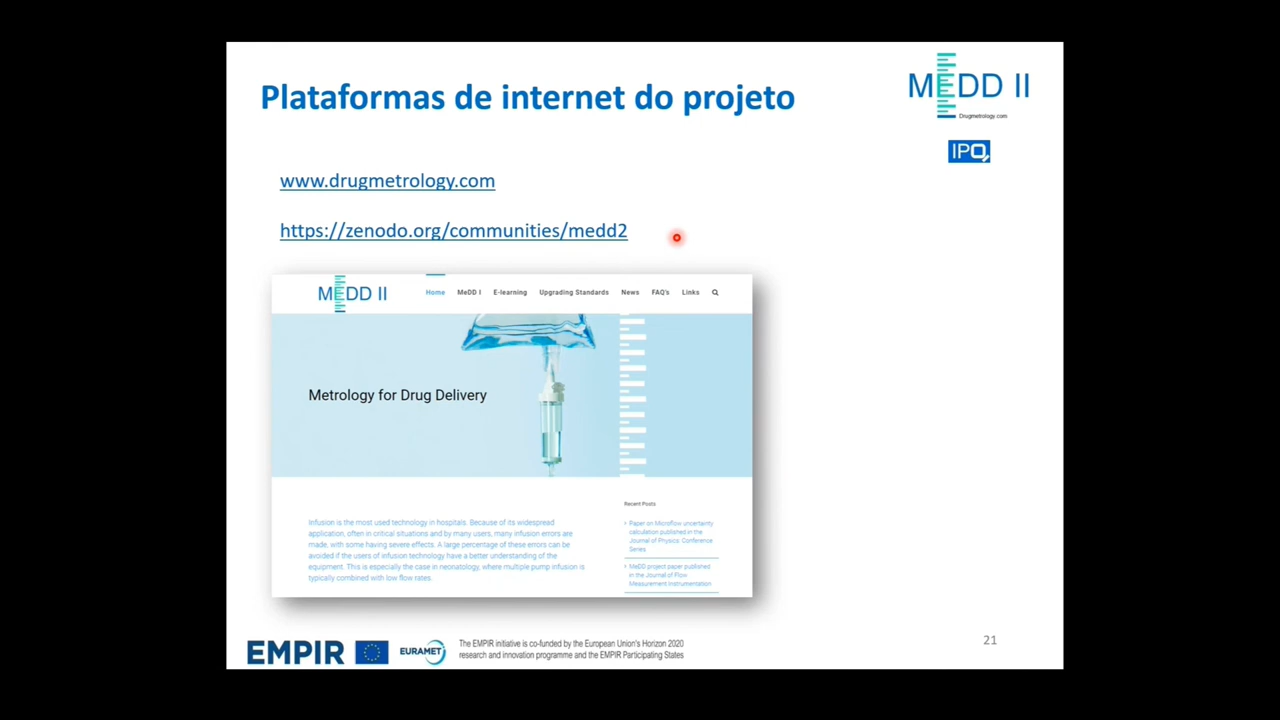 Plataformas de internet do projeto
MEDD II
Drugmetrology.com
IPQ
www.drugmetrology.com
https://zenodo.org/communities/medd2
MEDD II
Home MeDD I E-learning Upgrading Standards News FAQ's Links
Metrology for Drug Delivery
Infusion is the most used technology in hospitals. Because of its widespread
application, often in critical situations and by many users, many infusion errors are
made, with some having severe effects. A large percentage of these errors can be
avoided if the users of infusion technology have a better understanding of the
equipment. This is especially the case in neonatology, where multiple pump infusion is
typically combined with low flow rates.
Recent Posts
Paper on Microflow uncertainty
calculation published in the
Journal of Physics: Conference
Series
MeDD project paper published
in the Journal of Flow
Measurement Instrumentation
EMPIR
EURAMET
The EMPIR initiative is co-funded by the European Union's Horizon 2020
research and innovation programme and the EMPIR Participating States
21